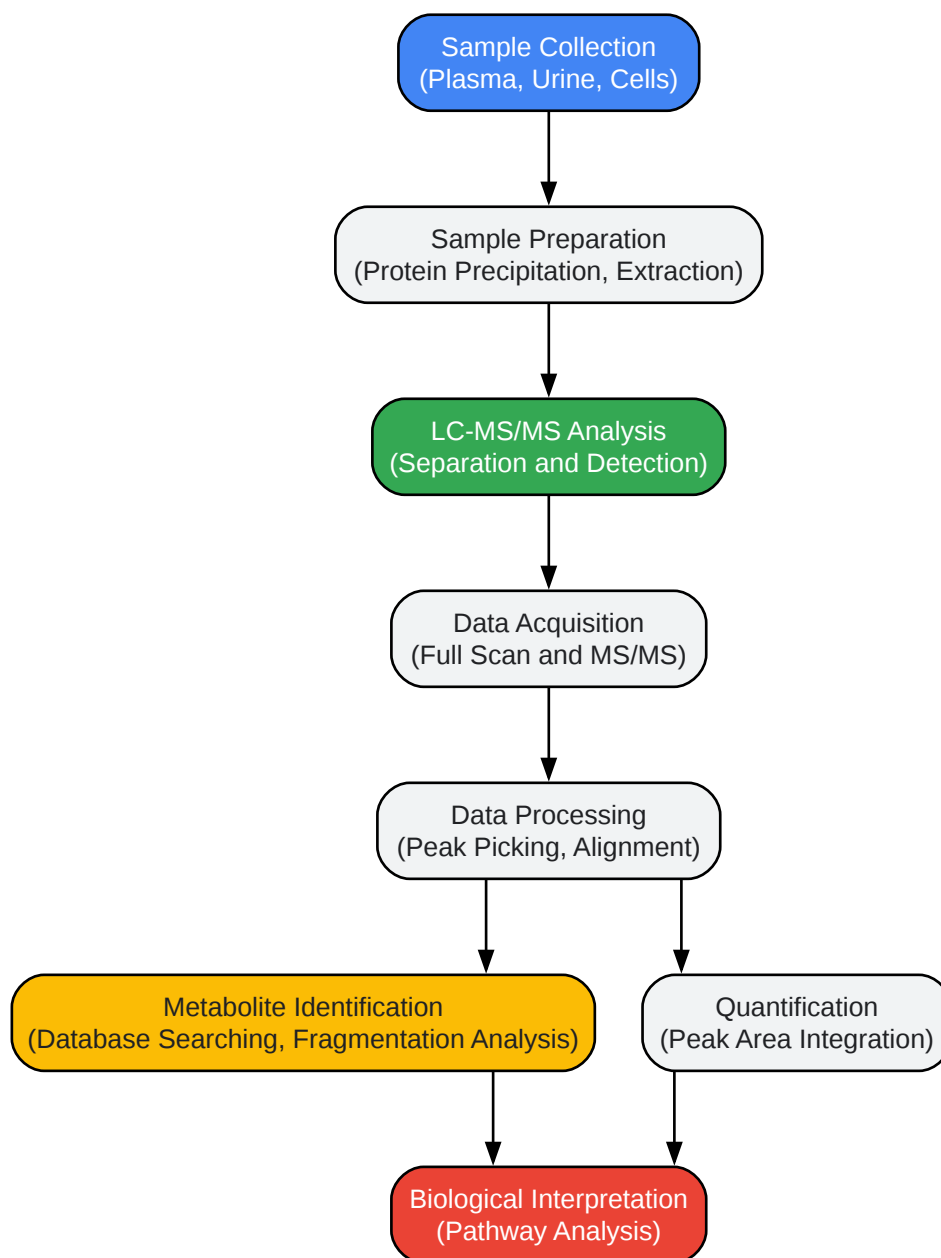 Sample Collection
(Plasma, Urine, Cells)
Sample Preparation
(Protein Precipitation, Extraction)
LC-MS/MS Analysis
(Separation and Detection)
Data Acquisition
(Full Scan and MS/MS)
Data Processing
(Peak Picking, Alignment)
Metabolite Identification
(Database Searching, Fragmentation Analysis)
Quantification
(Peak Area Integration)
Biological Interpretation
(Pathway Analysis)